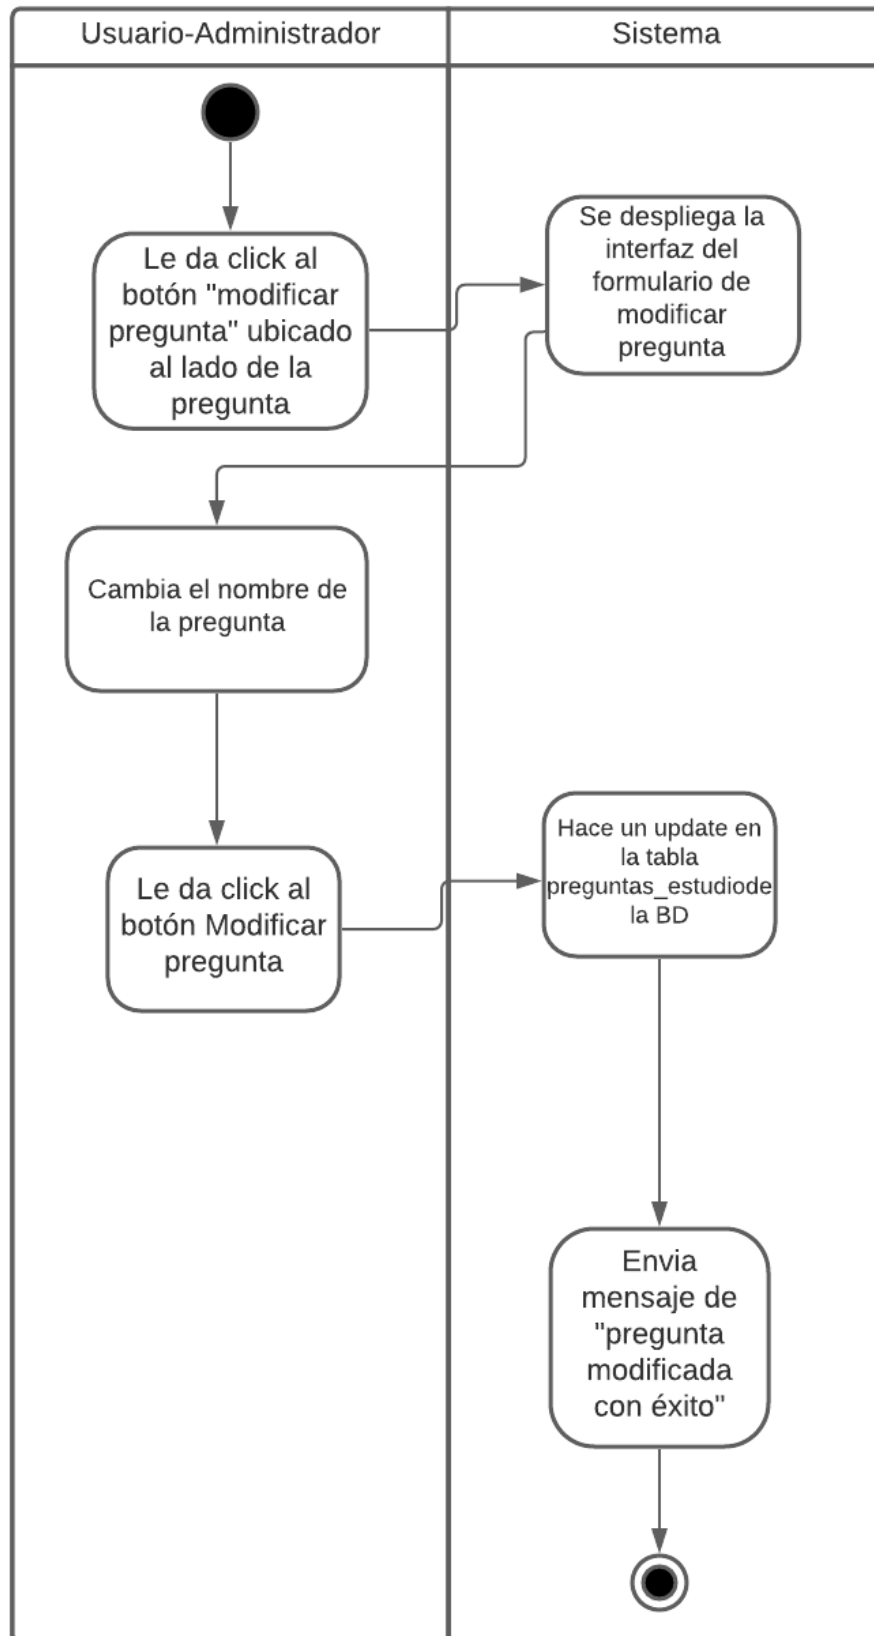 Usuario-Administrador
Sistema
Le da click al
botón "modificar
pregunta" ubicado
al lado de la
pregunta
Se despliega la
interfaz del
formulario de
modificar
pregunta
Cambia el nombre de
la pregunta
Le da click al
botón Modificar
pregunta
Hace un update en
la tabla
preguntas_estudiode
la BD
Envia
mensaje de
"pregunta
modificada
con éxito"